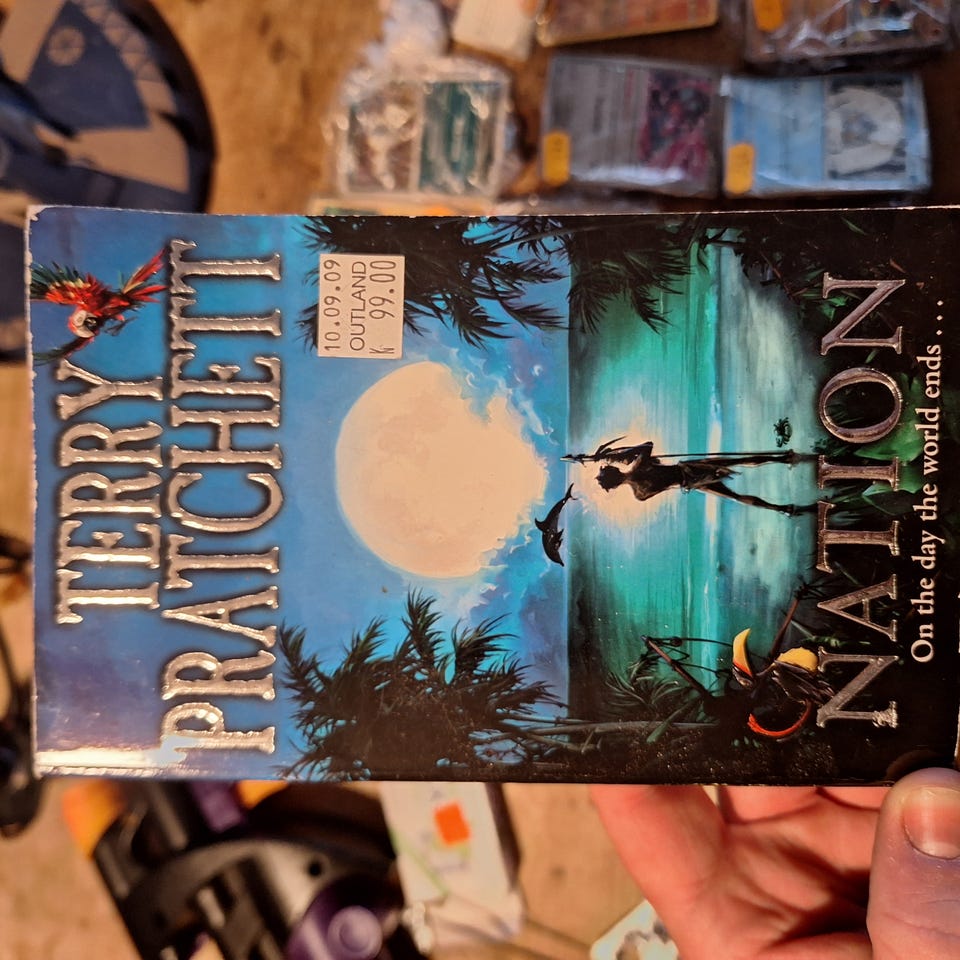 TERRY
PRATCHETT
10.09.09
OUTLAND
K 99.00
NATION
On the day the world ends . . .